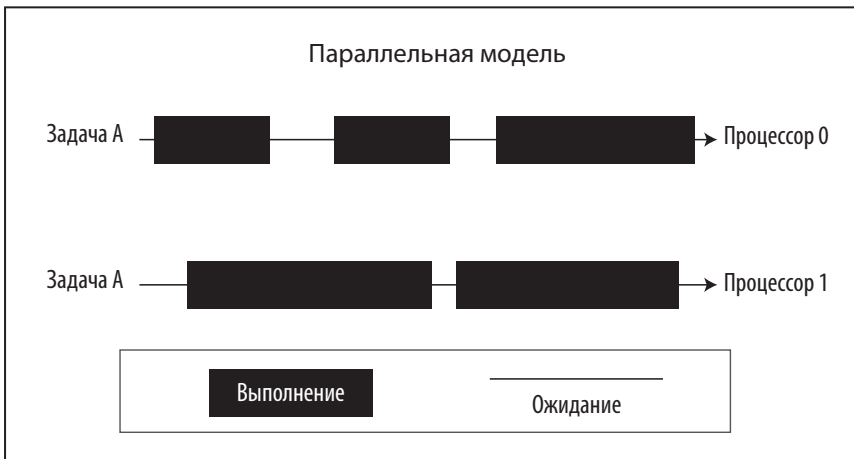 Параллельная модель
Задача А
Процессор 0
Задача А
Процессор 1
Выполнение
Ожидание